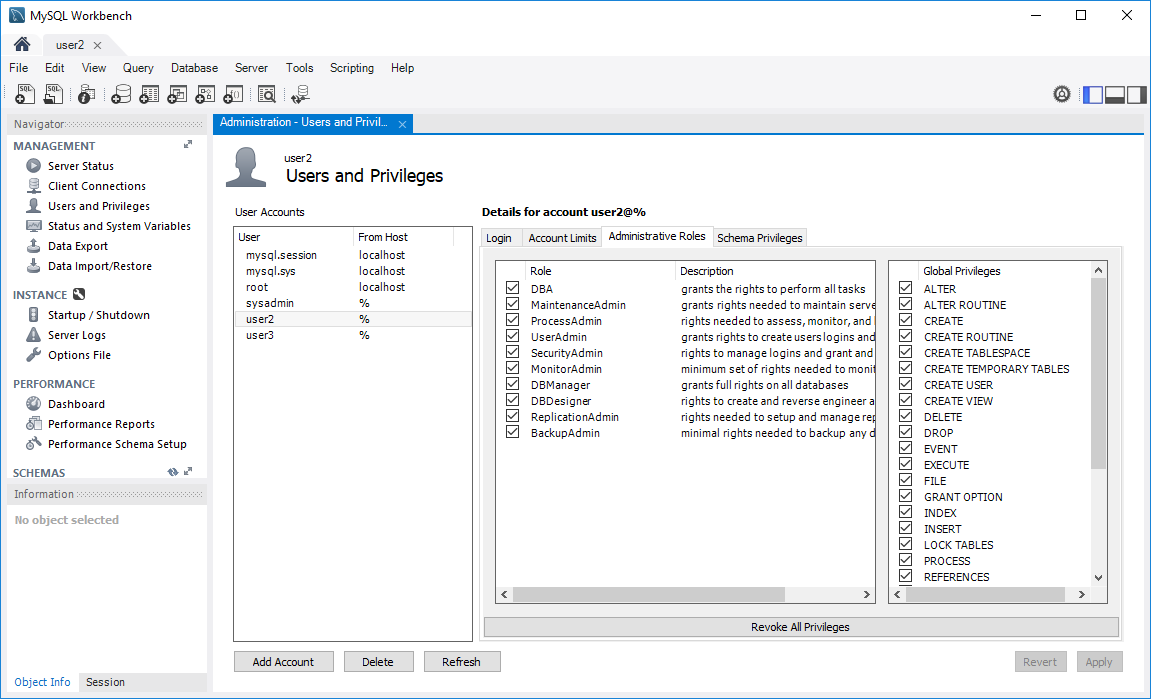 MySQL Workbench
user2
File Edit View Query Database Server Tools Scripting Help
Navigator
MANAGEMENT
Server Status
Client Connections
Users and Privileges
Status and System Variables
Data Export
Data Import/Restore
INSTANCE
Startup / Shutdown
Server Logs
Options File
PERFORMANCE
Dashboard
Performance Reports
Performance Schema Setup
SCHEMAS
Information
No object selected
Object Info Session
Administration - Users and Privil...
user2
Users and Privileges
User Accounts
User From Host
mysql.session localhost
mysql.sys localhost
root localhost
sysadmin %
user2 %
user3 %
Add Account Delete Refresh
Details for account user2@%
Login Account Limits Administrative Roles Schema Privileges
Role Description
DBA grants the rights to perform all tasks
MaintenanceAdmin grants rights needed to maintain serve
ProcessAdmin rights needed to assess, monitor, and
UserAdmin grants rights to create users logins and
SecurityAdmin rights to manage logins and grant and
MonitorAdmin minimum set of rights needed to monit
DBManager grants full rights on all databases
DBDesigner rights to create and reverse engineer a
ReplicationAdmin rights needed to setup and manage rep
BackupAdmin minimal rights needed to backup any d
Global Privileges
ALTER
ALTER ROUTINE
CREATE
CREATE ROUTINE
CREATE TABLESPACE
CREATE TEMPORARY TABLES
CREATE USER
CREATE VIEW
DELETE
DROP
EVENT
EXECUTE
FILE
GRANT OPTION
INDEX
INSERT
LOCK TABLES
PROCESS
REFERENCES
Revoke All Privileges
Revert Apply